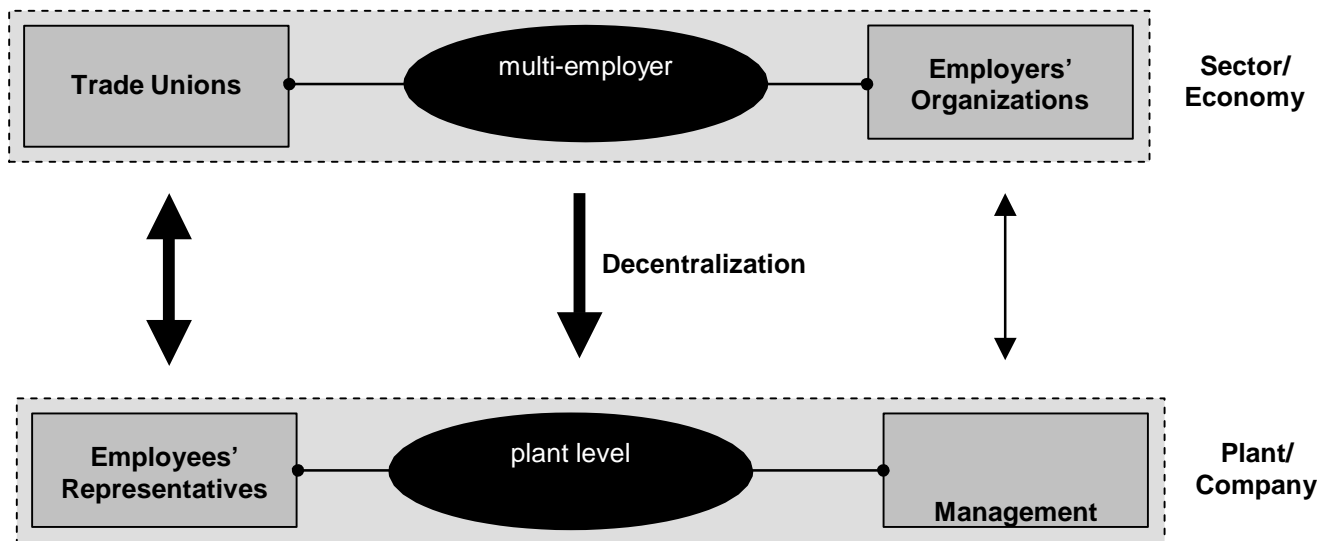 Trade Unions
multi-employer
Employers’
Organizations
Sector/
Economy
Decentralization
Employees’
Representatives
plant level
Management
Plant/
Company